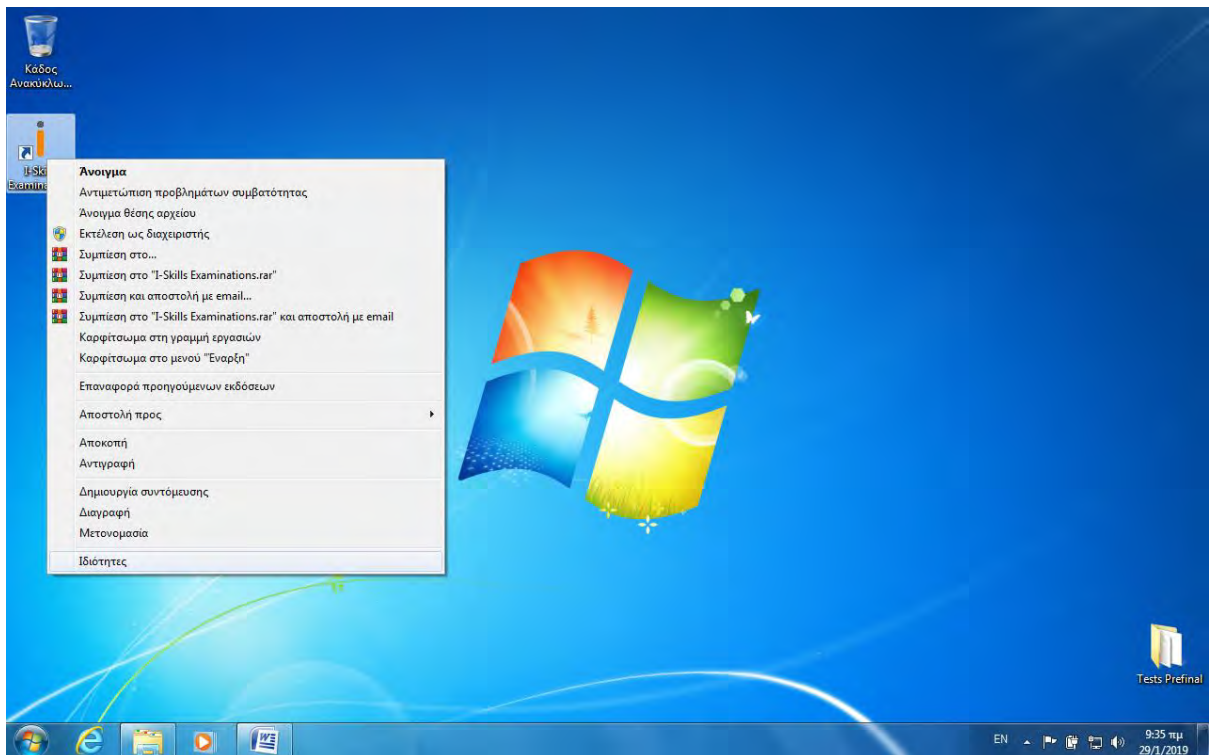 Κάδος
Ανακύκλω...
I-Ski
Examina
Άνοιγμα
Αντιμετώπιση προβλημάτων συμβατότητας
Άνοιγμα θέσης αρχείου
Εκτέλεση ως διαχειριστής
Συμπίεση στο...
Συμπίεση στο "I-Skills Examinations.rar"
Συμπίεση και αποστολή με email...
Συμπίεση στο "I-Skills Examinations.rar" και αποστολή με email
Καρφίτσωμα στη γραμμή εργασιών
Καρφίτσωμα στο μενού "Έναρξη"
Επαναφορά προηγούμενων εκδόσεων
Αποστολή προς
Αποκοπή
Αντιγραφή
Δημιουργία συντόμευσης
Διαγραφή
Μετονομασία
Ιδιότητες
Tests Prefinal
EN
9:35 πμ
29/1/2019